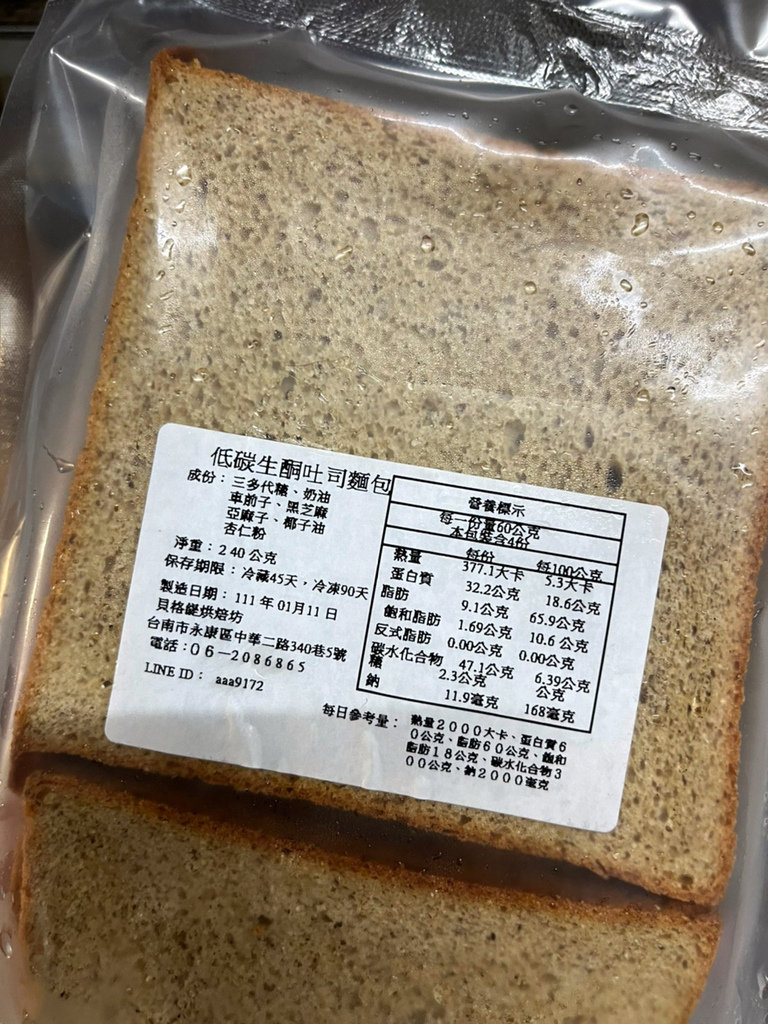 低碳生酮吐司麵包
成份：三多代糖、奶油
車前子、黑芝麻
亞麻子、椰子油
杏仁粉
淨重：240公克
保存期限：冷藏45天，冷凍90天
製造日期：111年01月11日
貝格鎹烘焙坊
台南市永康區中華二路340巷5號
電話：06－2086865
LINE ID： aaa9172
營養標示
每一份量60公克
本包裝含4份
每份 每100公克
熱量 377.1大卡 5.3大卡
蛋白質 32.2公克 18.6公克
脂肪 9.1公克 65.9公克
飽和脂肪 1.69公克 10.6公克
反式脂肪 0.00公克 0.00公克
碳水化合物 47.1公克 6.39公克
糖 2.3公克 公克
鈉 11.9毫克 168毫克
每日參考量：熱量2000大卡、蛋白質6
0公克、脂肪60公克、飽和
脂肪18公克、碳水化合物3
00公克、鈉2000毫克